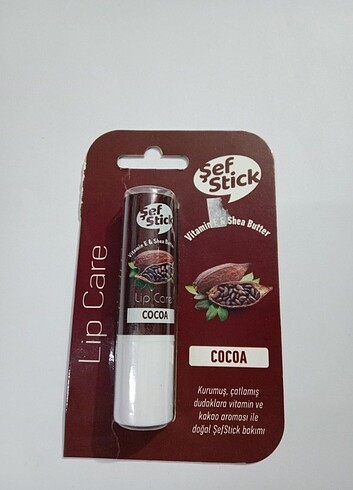 Şef
Stick
Vitamin E & Shea Butter
Lip Care
COCOA
Kurumuş, çatlamış
dudaklara vitamin ve
kakao aroması ile
doğal ŞefStick bakımı
Şef
Stick
Vitamin E & Shea Butter
Lip Care
COCOA